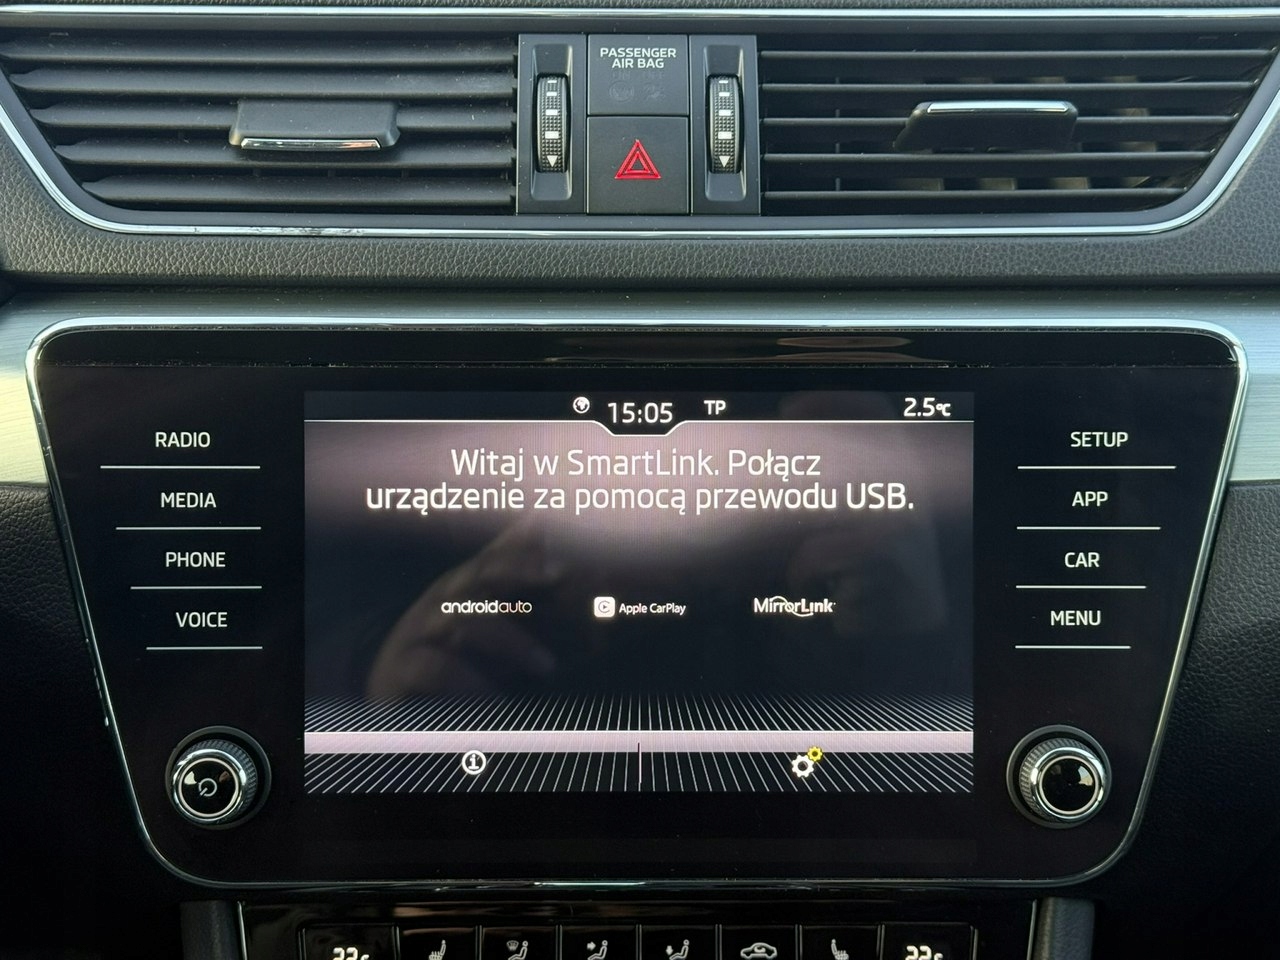 PASSENGER
AIR BAG
15:05
TP
2.5°C
RADIO
MEDIA
PHONE
VOICE
Witaj w SmartLink. Połącz
urządzenie za pomocą przewodu USB.
androidauto
Apple CarPlay
MirrorLink
SETUP
APP
CAR
MENU